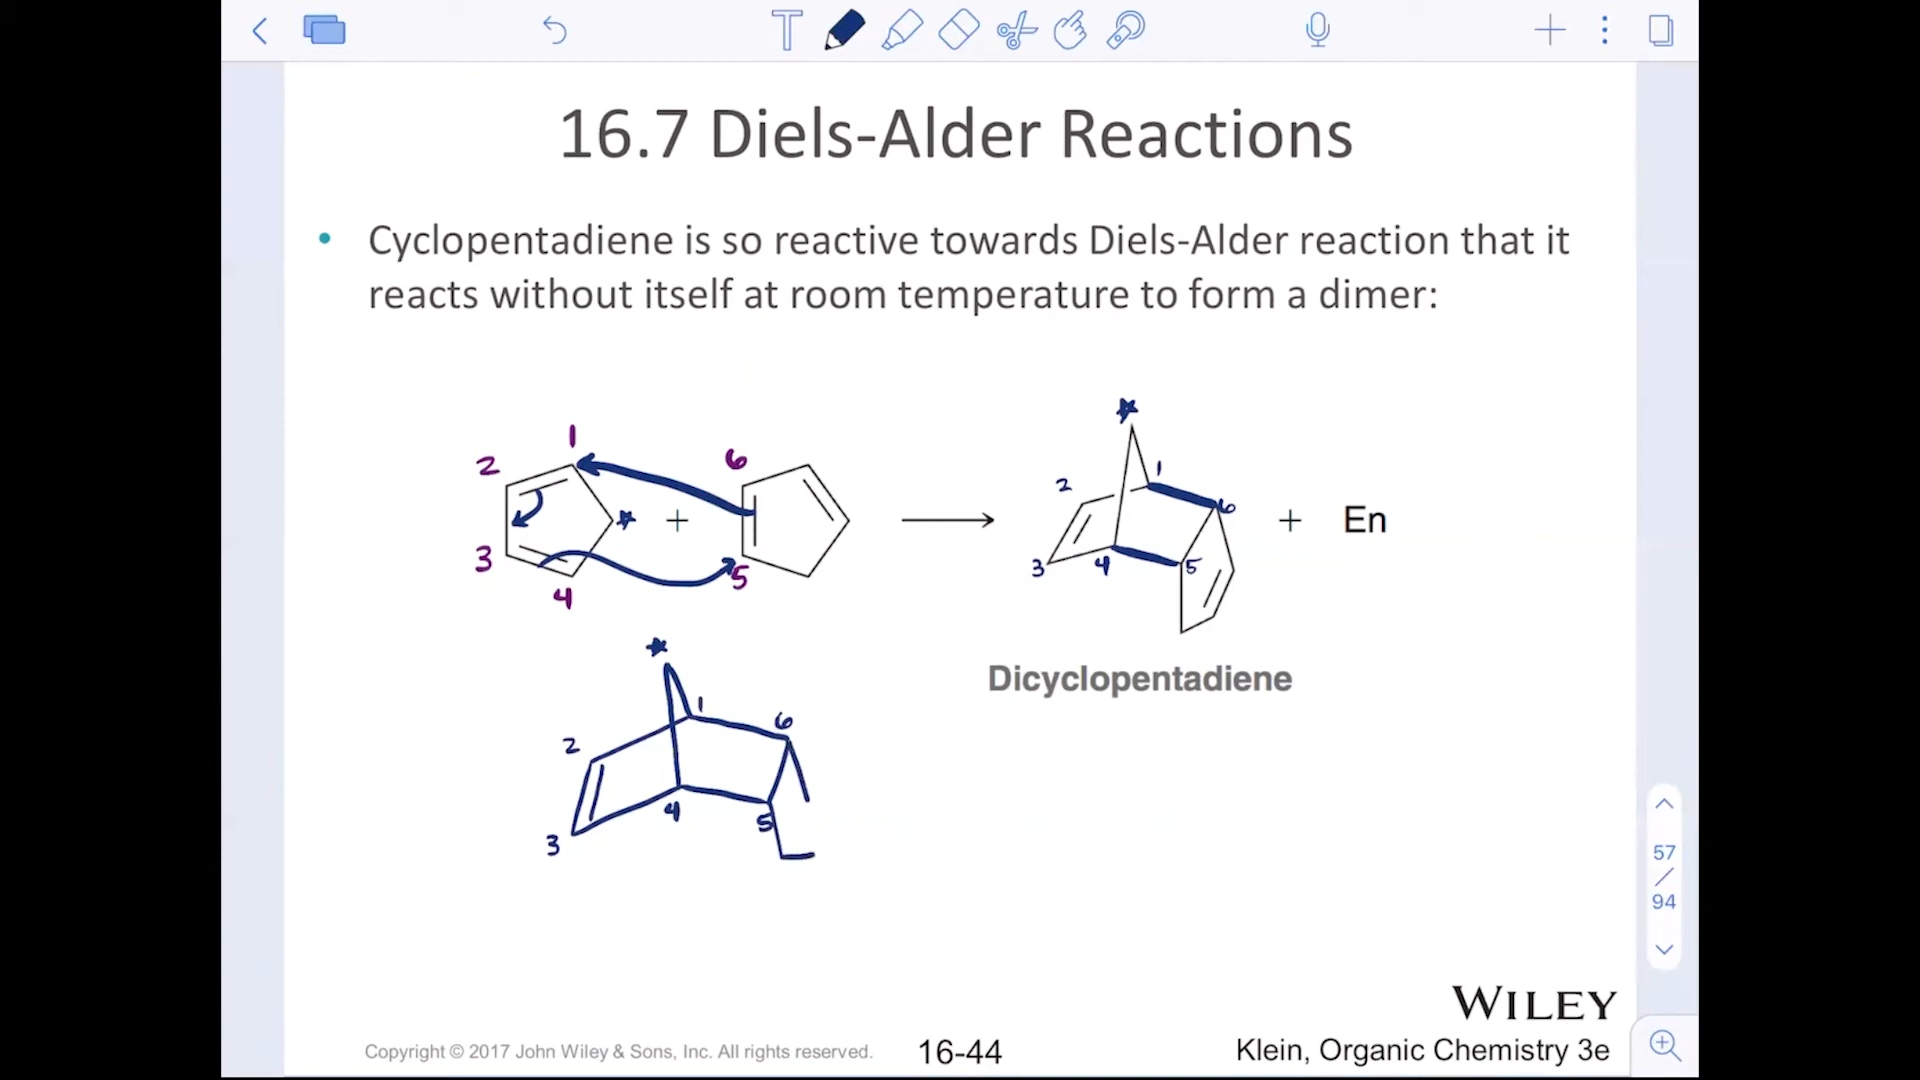 16.7 Diels-Alder Reactions
• Cyclopentadiene is so reactive towards Diels-Alder reaction that it
reacts without itself at room temperature to form a dimer:
1
2
3
4
6
5
+
1
2
3
4
5
6
+ En
Dicyclopentadiene
1
2
3
4
5
6
57
/
94
WILEY
Copyright © 2017 John Wiley & Sons, Inc. All rights reserved.
16-44
Klein, Organic Chemistry 3e